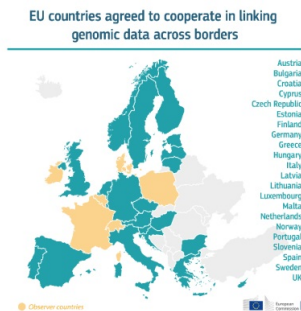 EU countries agreed to cooperate in linking
genomic data across borders
Austria
Bulgaria
Croatia
Cyprus
Czech Republic
Estonia
Finland
Germany
Greece
Hungary
Italy
Latvia
Lithuania
Luxembourg
Malta
Netherlands
Norway
Portugal
Slovenia
Spain
Sweden
UK
Observer countries
European
Commission